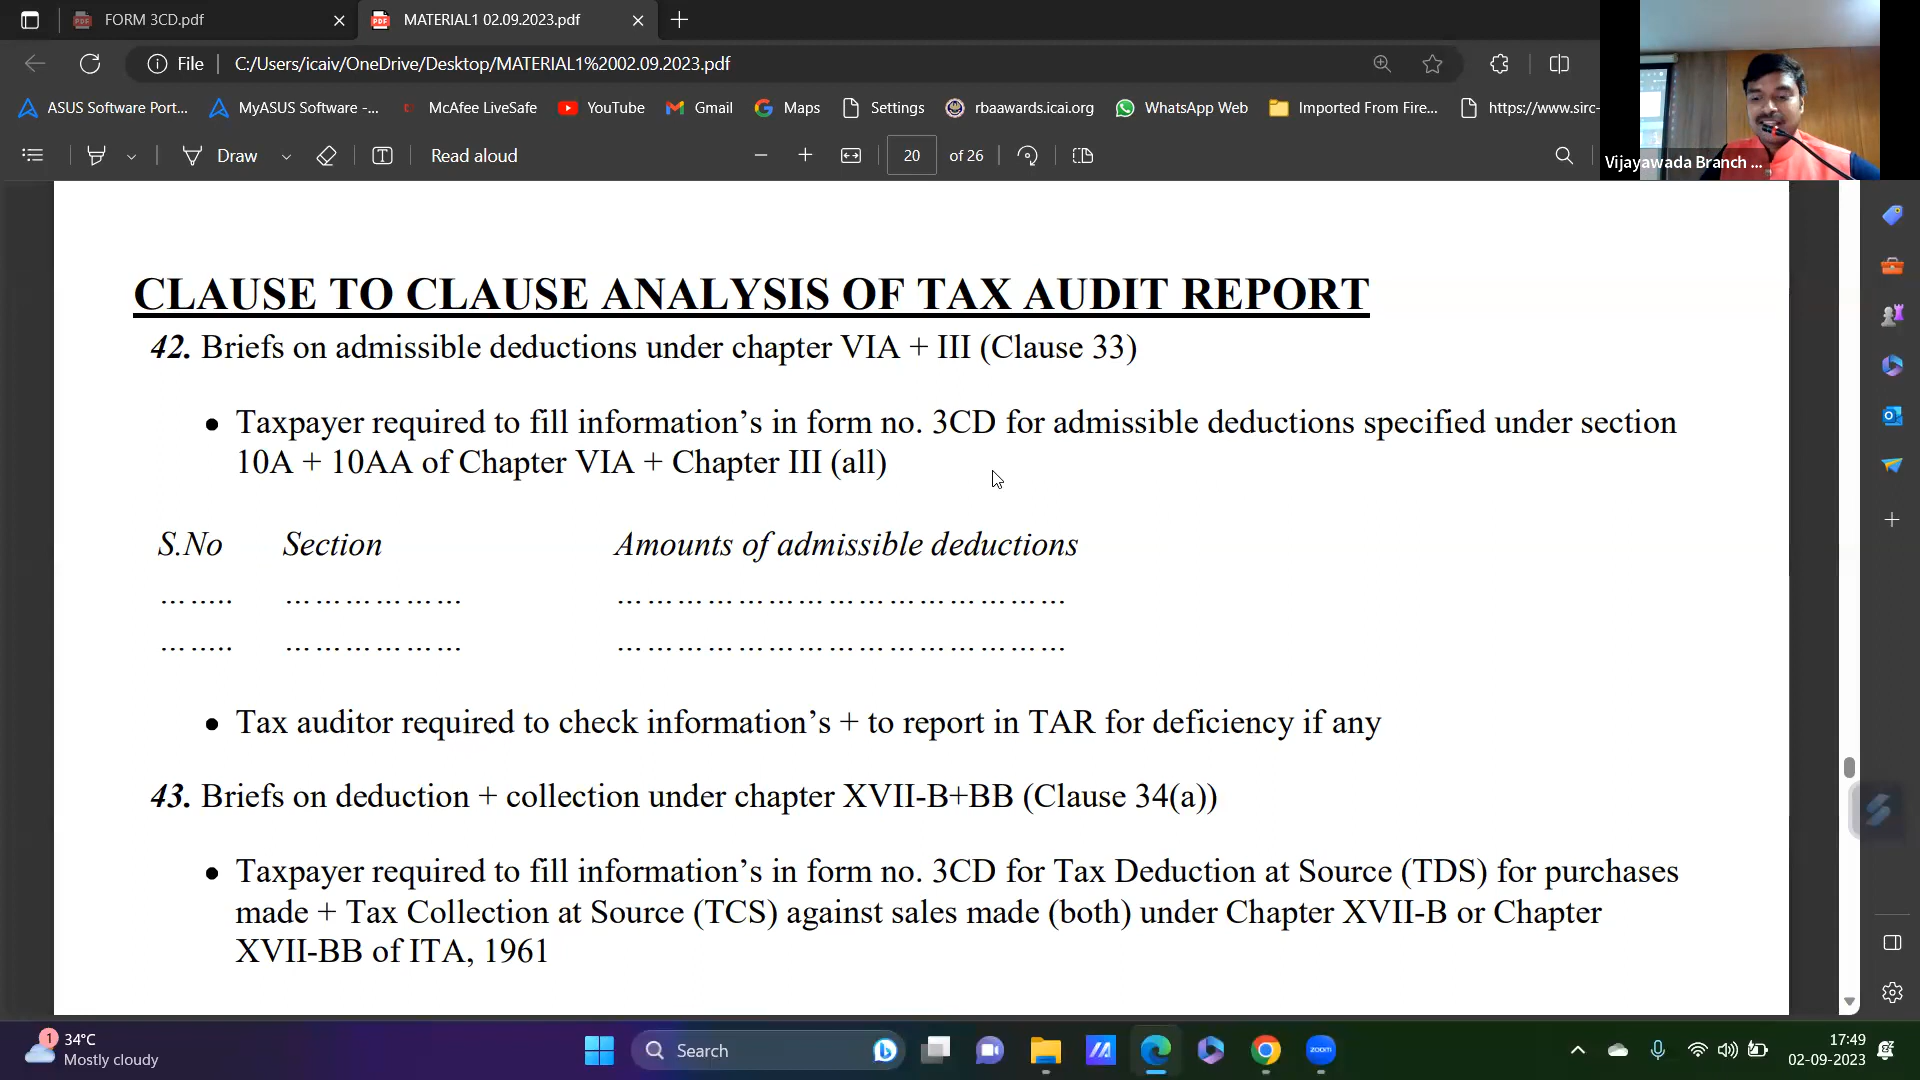 FORM 3CD.pdf
MATERIAL1 02.09.2023.pdf
File
C:/Users/icaiv/OneDrive/Desktop/MATERIAL1%2002.09.2023.pdf
ASUS Software Port...
MyASUS Software -...
McAfee LiveSafe
YouTube
Gmail
Maps
Settings
rbaawards.icai.org
WhatsApp Web
Imported From Fire...
https://www.sirc-
Draw
Read aloud
20 of 26
Vijayawada Branch ...
CLAUSE TO CLAUSE ANALYSIS OF TAX AUDIT REPORT
42. Briefs on admissible deductions under chapter VIA + III (Clause 33)
• Taxpayer required to fill information’s in form no. 3CD for admissible deductions specified under section
10A + 10AA of Chapter VIA + Chapter III (all)
S.No Section Amounts of admissible deductions
…….. ……………… ………………………………………
…….. ……………… ………………………………………
• Tax auditor required to check information’s + to report in TAR for deficiency if any
43. Briefs on deduction + collection under chapter XVII-B+BB (Clause 34(a))
• Taxpayer required to fill information’s in form no. 3CD for Tax Deduction at Source (TDS) for purchases
made + Tax Collection at Source (TCS) against sales made (both) under Chapter XVII-B or Chapter
XVII-BB of ITA, 1961
1
34°C
Mostly cloudy
Search
zoom
17:49
02-09-2023